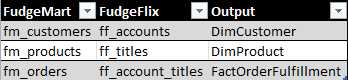 FudgeMart FudgeFlix Output
fm_customers ff_accounts DimCustomer
fm_products ff_titles DimProduct
fm_orders ff_account_titles FactOrderFulfillment